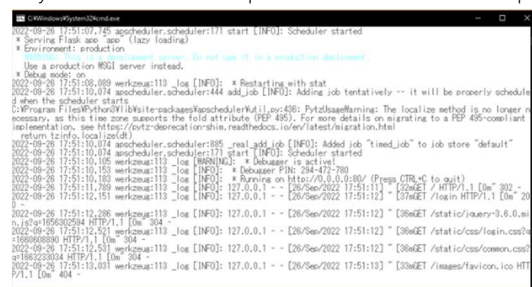 C:¥Windows¥System32¥cmd.exe
2022-09-26 17:51:07,745 apscheduler.scheduler:171 start [INFO]: Scheduler started
* Serving Flask app "app" (lazy loading)
* Environment: production
WARNING: This is a development server. Do not use it in a production deployment.
Use a production WSGI server instead.
* Debug mode: on
2022-09-26 17:51:08,089 werkzeug:113 _log [INFO]:  * Restarting with stat
2022-09-26 17:51:10,074 apscheduler.scheduler:444 add_job [INFO]: Adding job tentatively -- it will be properly schedule
d when the scheduler starts
C:¥Program Files¥Python3¥lib¥site-packages¥apscheduler¥util.py:436: PytzUsageWarning: The localize method is no longer n
ecessary, as this time zone supports the fold attribute (PEP 495). For more details on migrating to a PEP 495-compliant
implementation, see https://pytz-deprecation-shim.readthedocs.io/en/latest/migration.html
return tzinfo.localize(dt)
2022-09-26 17:51:10,074 apscheduler.scheduler:885 _real_add_job [INFO]: Added job "timed_job" to job store "default"
2022-09-26 17:51:10,074 apscheduler.scheduler:171 start [INFO]: Scheduler started
2022-09-26 17:51:10,105 werkzeug:113 _log [WARNING]:  * Debugger is active!
2022-09-26 17:51:10,153 werkzeug:113 _log [INFO]:  * Debugger PIN: 294-472-780
2022-09-26 17:51:10,183 werkzeug:113 _log [INFO]:  * Running on http://0.0.0.0:80/ (Press CTRL+C to quit)
2022-09-26 17:51:11,789 werkzeug:113 _log [INFO]: 127.0.0.1 - - [26/Sep/2022 17:51:11] "[32mGET / HTTP/1.1 [0m" 302 -
2022-09-26 17:51:12,151 werkzeug:113 _log [INFO]: 127.0.0.1 - - [26/Sep/2022 17:51:12] "[37mGET /login HTTP/1.1 [0m" 20
0 -
2022-09-26 17:51:12,286 werkzeug:113 _log [INFO]: 127.0.0.1 - - [26/Sep/2022 17:51:12] "[36mGET /static/jquery-3.6.0.mi
n.js?q=1656302594 HTTP/1.1 [0m" 304 -
2022-09-26 17:51:12,521 werkzeug:113 _log [INFO]: 127.0.0.1 - - [26/Sep/2022 17:51:12] "[36mGET /static/css/login.css?q
=1660608890 HTTP/1.1 [0m" 304 -
2022-09-26 17:51:12,531 werkzeug:113 _log [INFO]: 127.0.0.1 - - [26/Sep/2022 17:51:12] "[36mGET /static/css/common.css?
q=1663233034 HTTP/1.1 [0m" 304 -
2022-09-26 17:51:13,031 werkzeug:113 _log [INFO]: 127.0.0.1 - - [26/Sep/2022 17:51:13] "[33mGET /images/favicon.ico HTT
P/1.1 [0m" 404 -